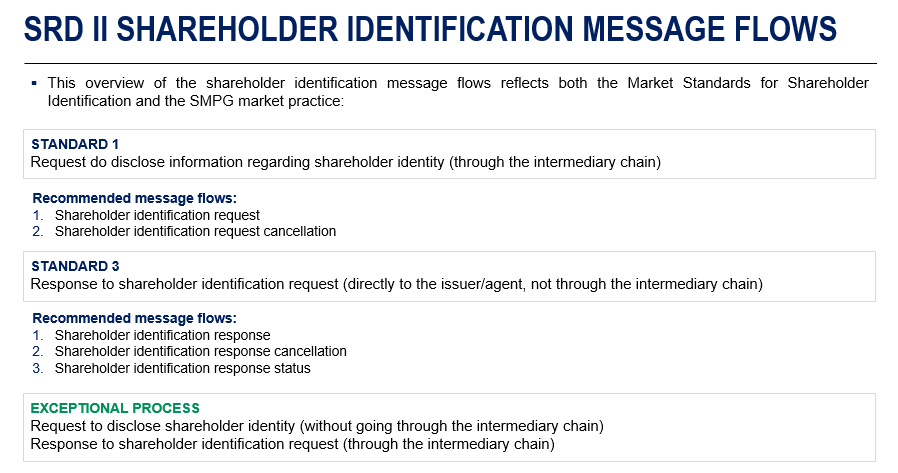 SRD II SHAREHOLDER IDENTIFICATION MESSAGE FLOWS
▪ This overview of the shareholder identification message flows reflects both the Market Standards for Shareholder
Identification and the SMPG market practice:
STANDARD 1
Request do disclose information regarding shareholder identity (through the intermediary chain)
Recommended message flows:
1. Shareholder identification request
2. Shareholder identification request cancellation
STANDARD 3
Response to shareholder identification request (directly to the issuer/agent, not through the intermediary chain)
Recommended message flows:
1. Shareholder identification response
2. Shareholder identification response cancellation
3. Shareholder identification response status
EXCEPTIONAL PROCESS
Request to disclose shareholder identity (without going through the intermediary chain)
Response to shareholder identification request (through the intermediary chain)